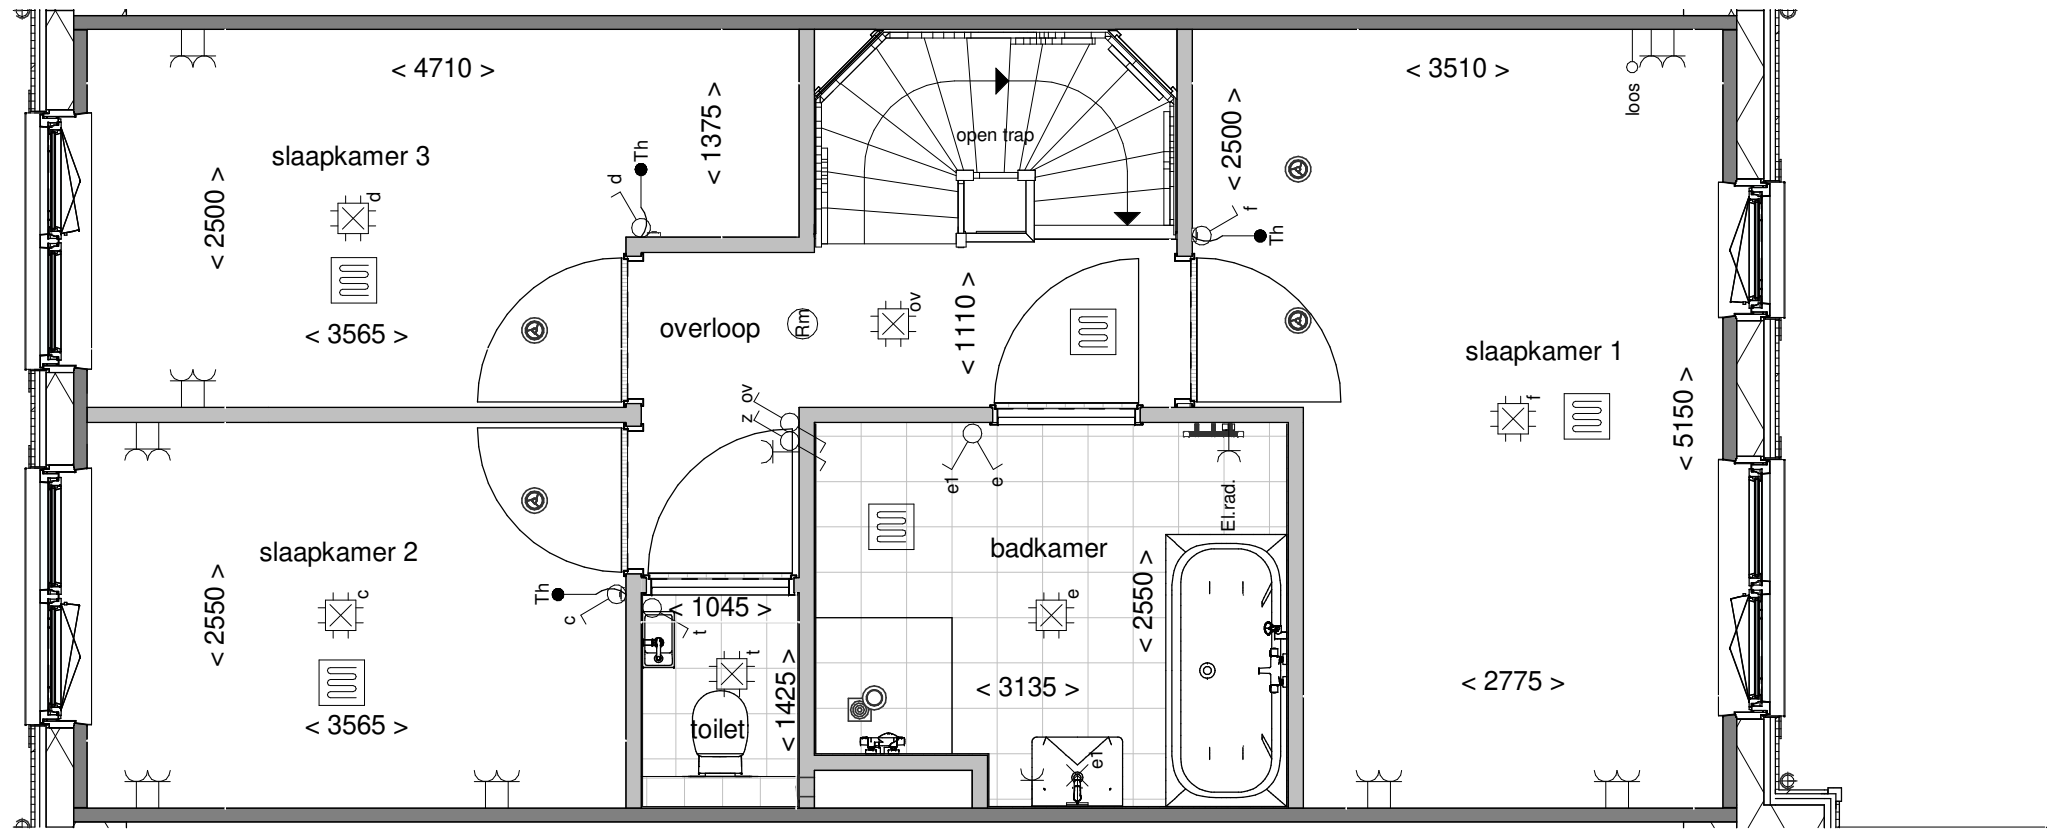 < 4710 >
< 3510 >
loos
< 1375 >
< 2500 >
open trap
slaapkamer 3
Th
d
d
< 2500 >
f
Th
< 3565 >
overloop
Rm
ov
< 1110 >
slaapkamer 1
f
< 5150 >
ov
z
e1
e
El.rad.
slaapkamer 2
badkamer
< 2550 >
c
Th
c
< 1045 >
t
t
e
< 2550 >
< 3135 >
< 2775 >
< 3565 >
toilet
< 1425 >
e1